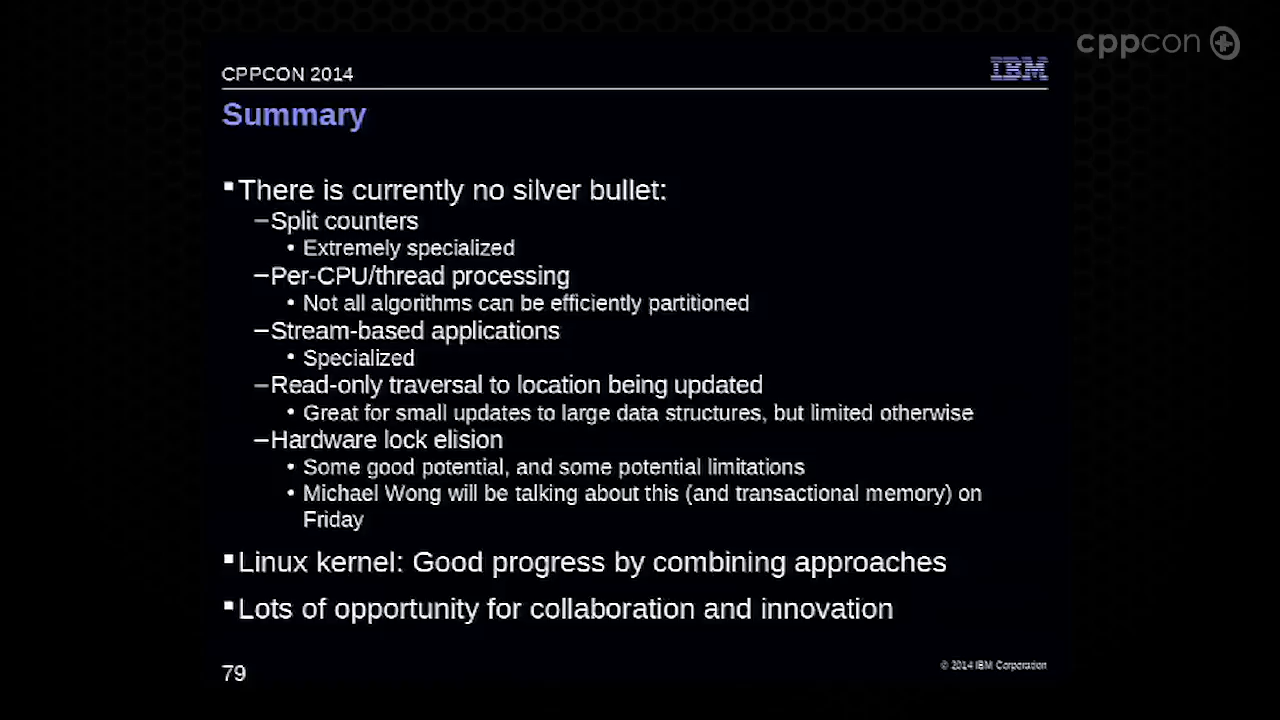 cppcon
CPPCON 2014
IBM
Summary
▪There is currently no silver bullet:
–Split counters
• Extremely specialized
–Per-CPU/thread processing
• Not all algorithms can be efficiently partitioned
–Stream-based applications
• Specialized
–Read-only traversal to location being updated
• Great for small updates to large data structures, but limited otherwise
–Hardware lock elision
• Some good potential, and some potential limitations
• Michael Wong will be talking about this (and transactional memory) on
Friday
▪Linux kernel: Good progress by combining approaches
▪Lots of opportunity for collaboration and innovation
79
© 2014 IBM Corporation